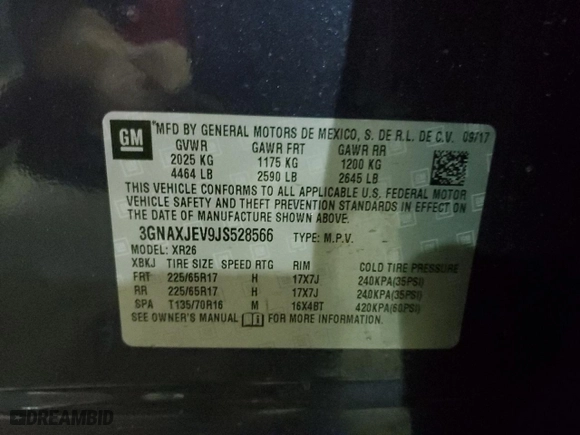 GM
*MFD BY GENERAL MOTORS DE MEXICO, S. DE R.L. DE C.V. 09/17
GVWR GAWR FRT GAWR RR
2025 KG 1175 KG 1200 KG
4464 LB 2590 LB 2645 LB
THIS VEHICLE CONFORMS TO ALL APPLICABLE U.S. FEDERAL MOTOR
VEHICLE SAFETY AND THEFT PREVENTION STANDARDS IN EFFECT ON
THE DATE OF MANUFACTURE SHOWN ABOVE.
3GNAXJEV9JS528566 TYPE: M.P.V.
MODEL: XR26
XBKJ TIRE SIZE SPEED RTG RIM COLD TIRE PRESSURE
FRT 225/65R17 H 17X7J 240KPA(35PSI)
RR 225/65R17 H 17X7J 240KPA(35PSI)
SPA T135/70R16 M 16X4BT 420KPA(60PSI)
SEE OWNER'S MANUAL FOR MORE INFORMATION.
DREAMBID